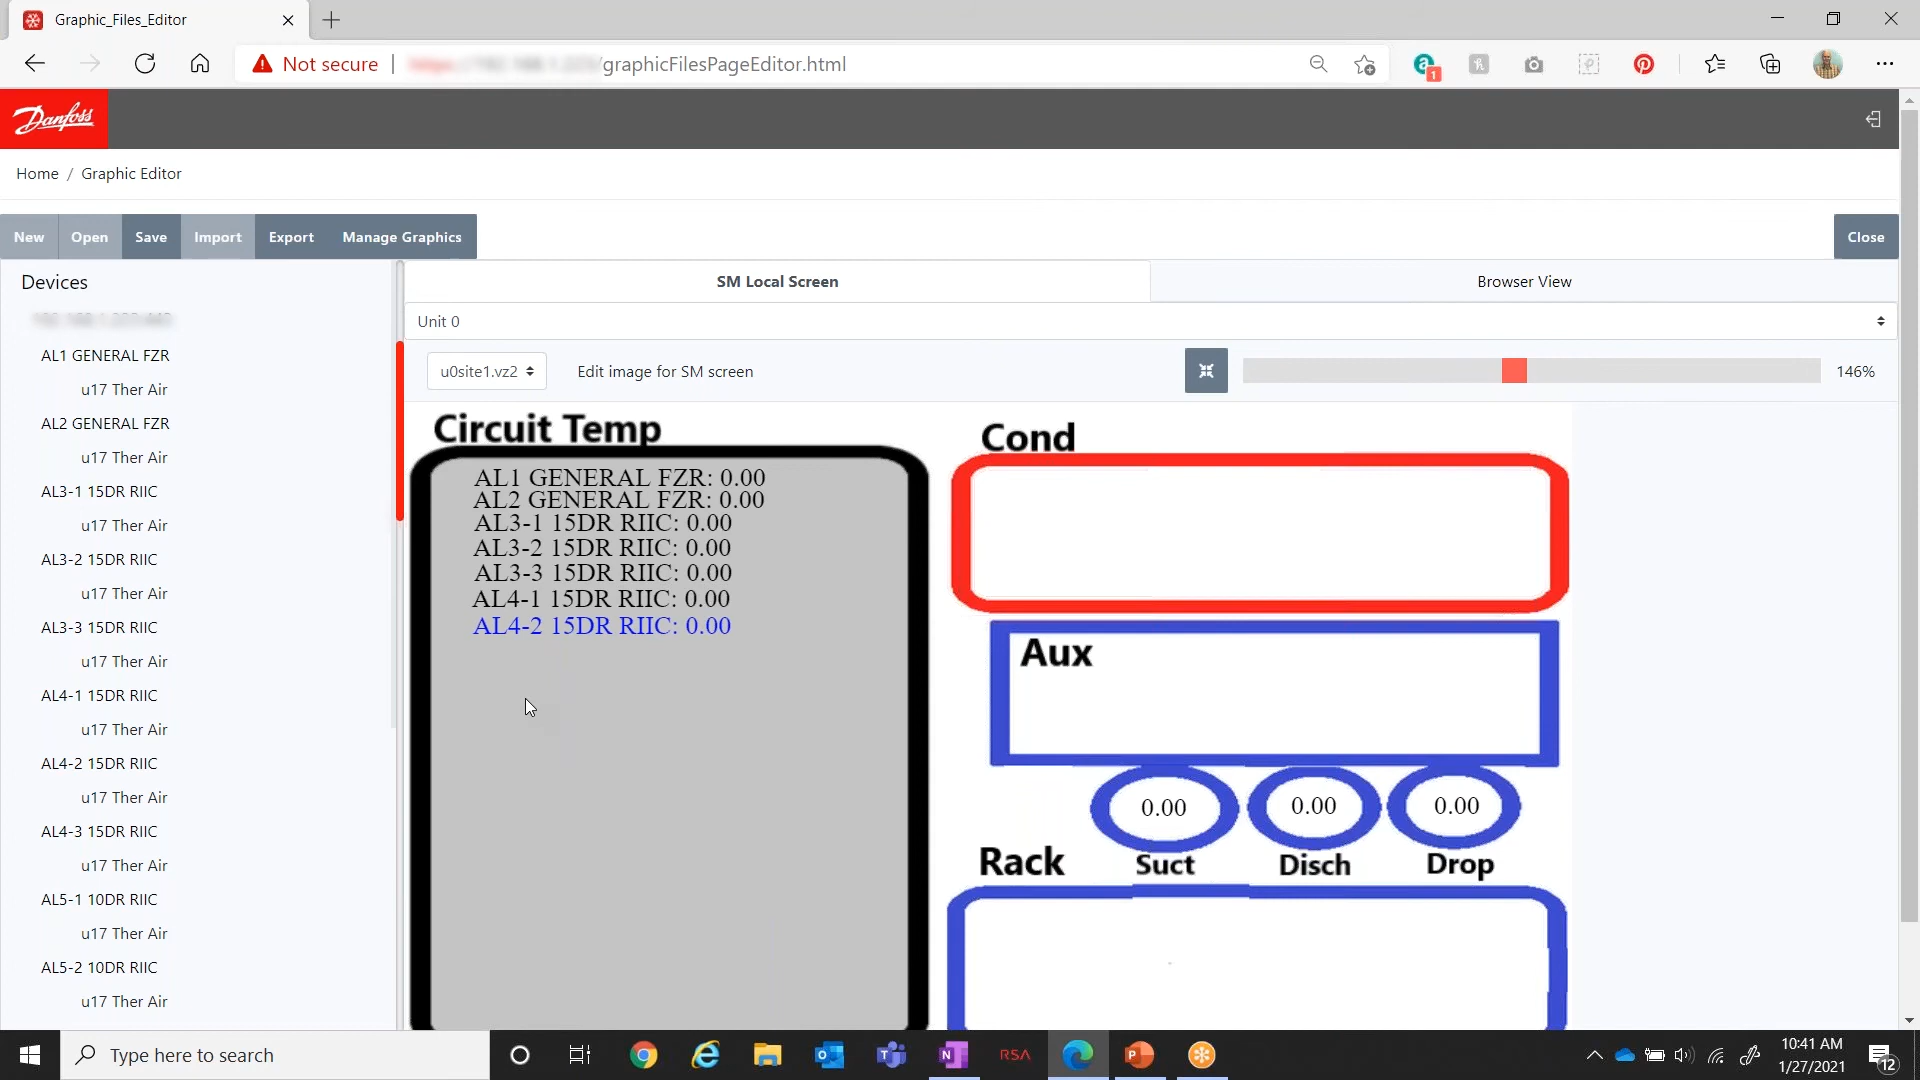 Graphic_Files_Editor
Not secure
/graphicFilesPageEditor.html
1
Danfoss
Home / Graphic Editor
New
Open
Save
Import
Export
Manage Graphics
Close
Devices
SM Local Screen
Browser View
Unit 0
u0site1.vz2
Edit image for SM screen
146%
AL1 GENERAL FZR
u17 Ther Air
AL2 GENERAL FZR
u17 Ther Air
AL3-1 15DR RIIC
u17 Ther Air
AL3-2 15DR RIIC
u17 Ther Air
AL3-3 15DR RIIC
u17 Ther Air
AL4-1 15DR RIIC
u17 Ther Air
AL4-2 15DR RIIC
u17 Ther Air
AL4-3 15DR RIIC
u17 Ther Air
AL5-1 10DR RIIC
u17 Ther Air
AL5-2 10DR RIIC
u17 Ther Air
Circuit Temp
AL1 GENERAL FZR: 0.00
AL2 GENERAL FZR: 0.00
AL3-1 15DR RIIC: 0.00
AL3-2 15DR RIIC: 0.00
AL3-3 15DR RIIC: 0.00
AL4-1 15DR RIIC: 0.00
AL4-2 15DR RIIC: 0.00
Cond
Aux
0.00
0.00
0.00
Rack
Suct
Disch
Drop
Type here to search
RSA
10:41 AM
1/27/2021
12